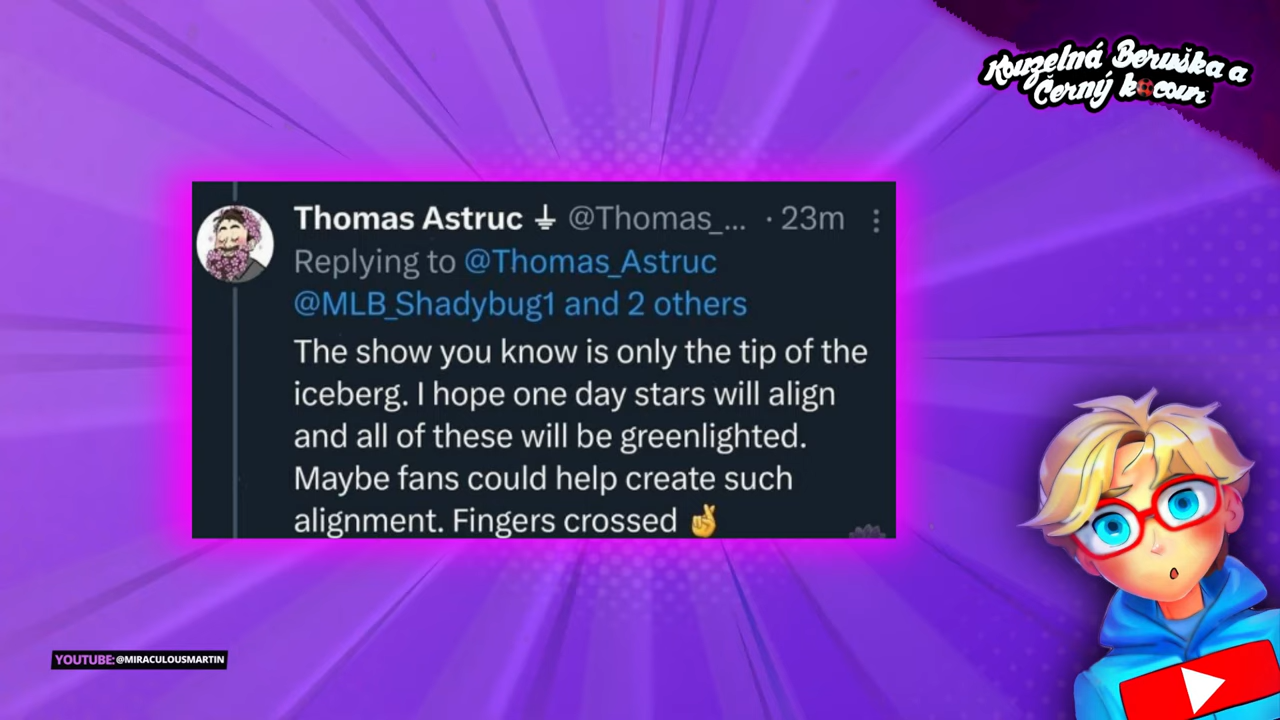 Kouzelná Beruška a
Černý kocour
Thomas Astruc ⏚ @Thomas_... · 23m
Replying to @Thomas_Astruc
@MLB_Shadybug1 and 2 others
The show you know is only the tip of the
iceberg. I hope one day stars will align
and all of these will be greenlighted.
Maybe fans could help create such
alignment. Fingers crossed 🤞
YOUTUBE:@MIRACULOUSMARTIN